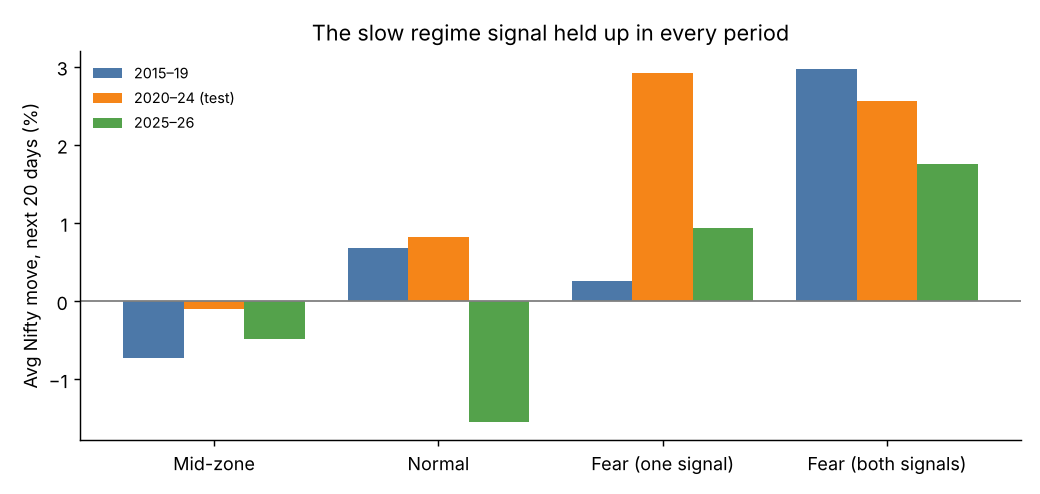 The slow regime signal held up in every period
2015–19
2020–24 (test)
2025–26
Avg Nifty move, next 20 days (%)
3
2
1
0
−1
Mid-zone
Normal
Fear (one signal)
Fear (both signals)